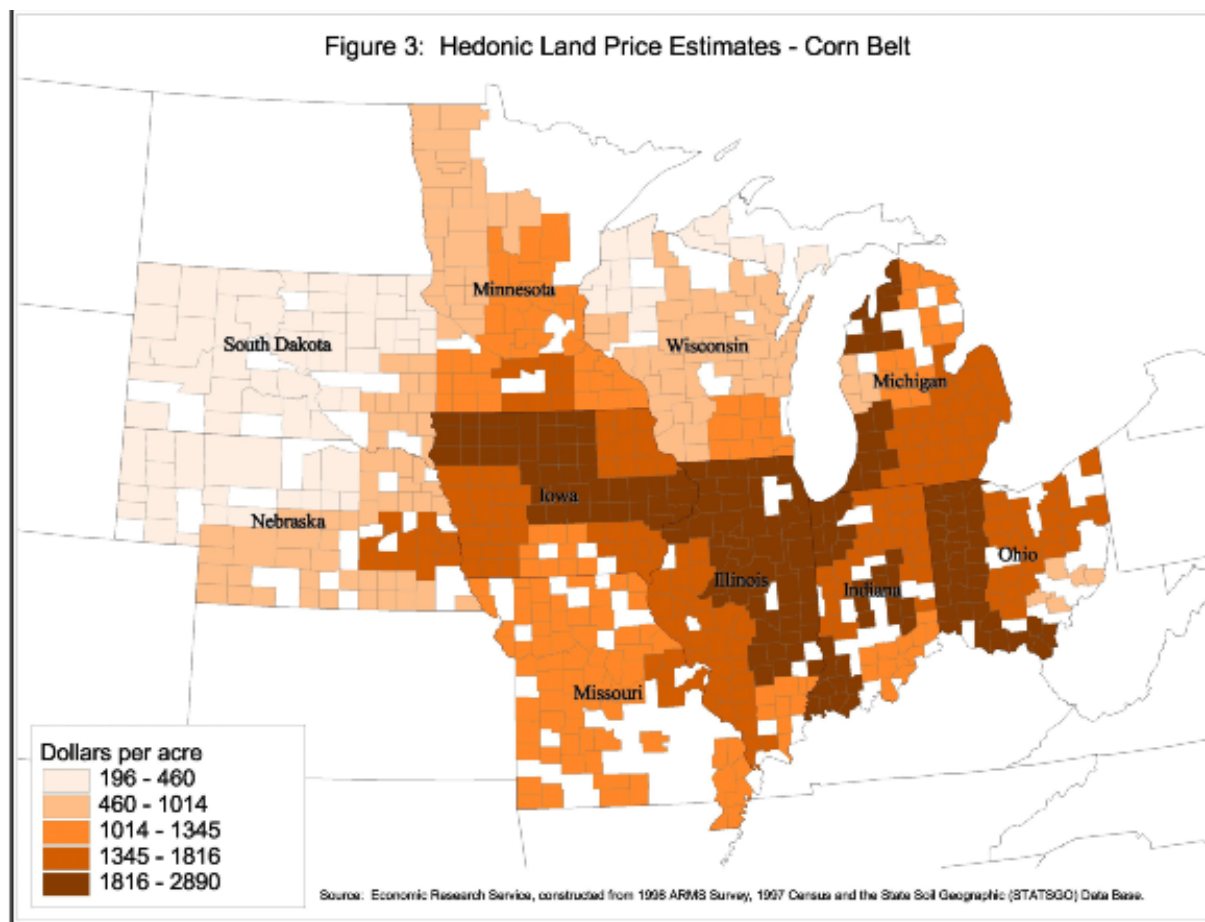 Figure 3: Hedonic Land Price Estimates - Corn Belt
Minnesota
South Dakota
Wisconsin
Michigan
Iowa
Nebraska
Ohio
Illinois
Indiana
Missouri
Dollars per acre
196 - 460
460 - 1014
1014 - 1345
1345 - 1816
1816 - 2890
Source: Economic Research Service, constructed from 1998 ARMS Survey, 1997 Census and the State Soil Geographic (STATSGO) Data Base.